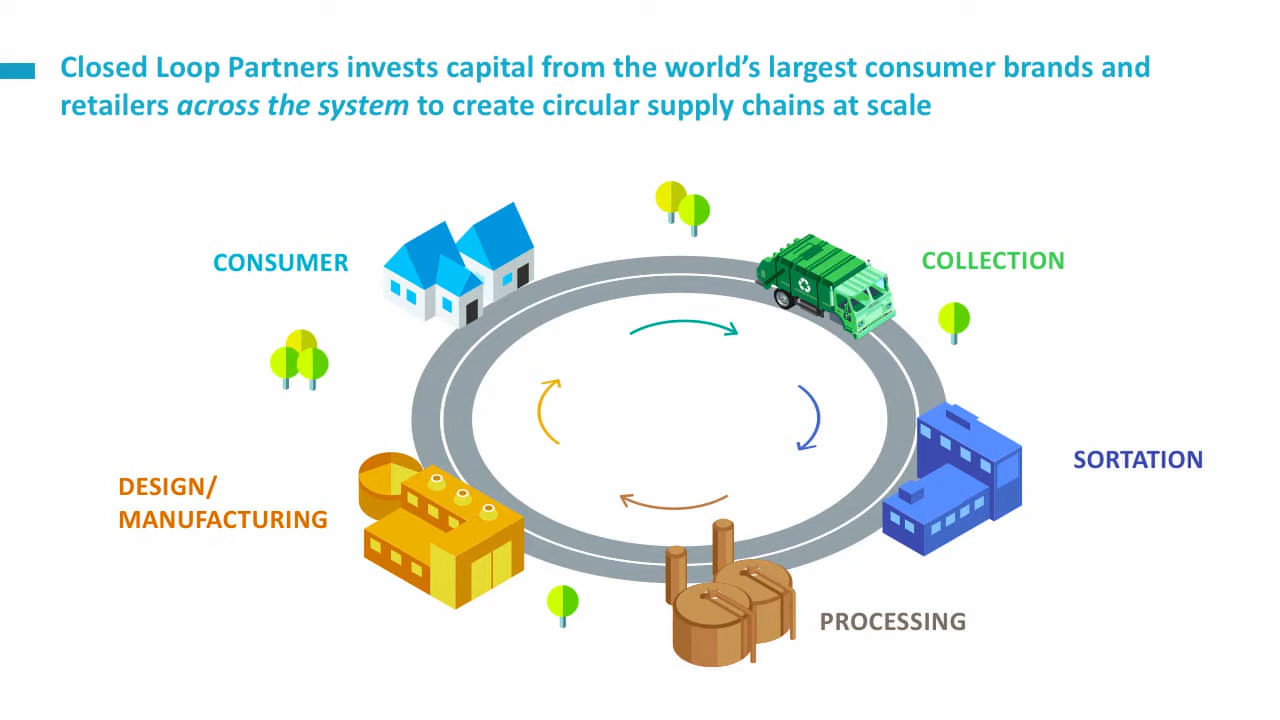 Closed Loop Partners invests capital from the world’s largest consumer brands and
retailers across the system to create circular supply chains at scale
CONSUMER
COLLECTION
SORTATION
DESIGN/
MANUFACTURING
PROCESSING